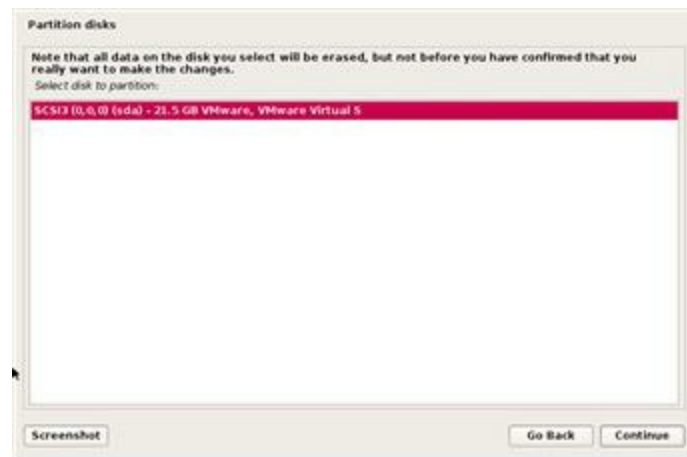 Partition disks
Note that all data on the disk you select will be erased, but not before you have confirmed that you
really want to make the changes.
Select disk to partition:
SCSI3 (0,0,0) (sda) - 21.5 GB VMware, VMware Virtual S
Screenshot
Go Back
Continue